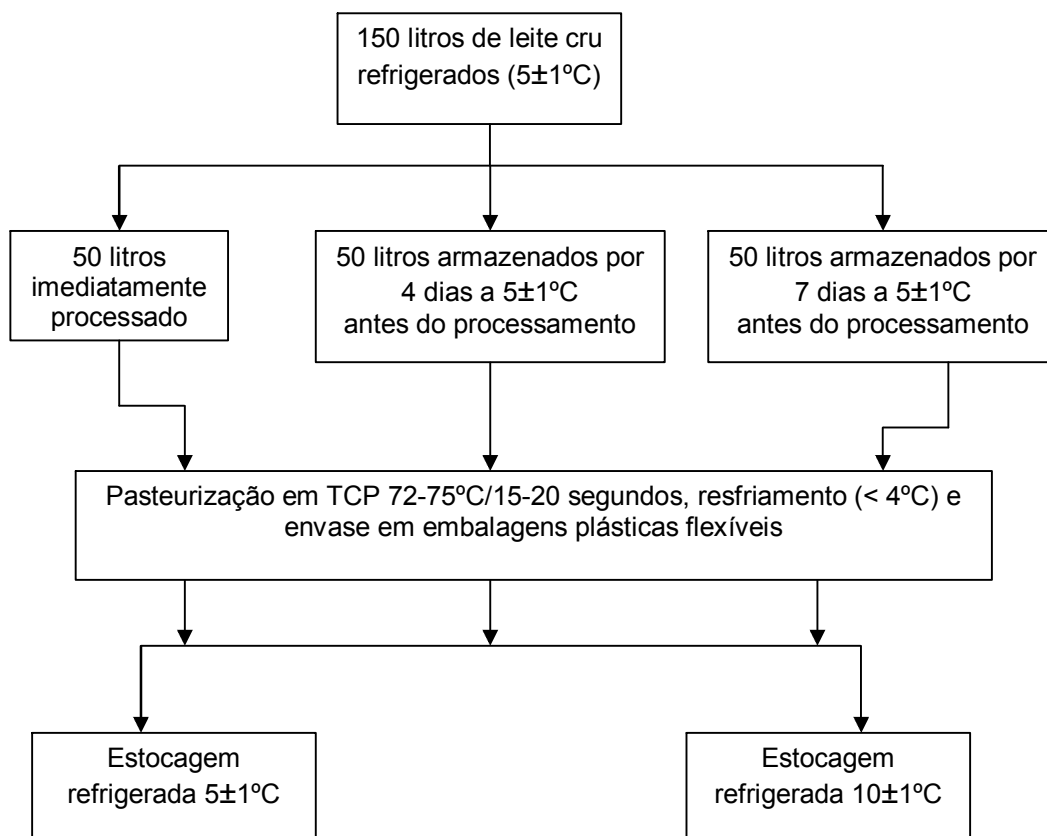 150 litros de leite cru
refrigerados (5±1ºC)
50 litros
imediatamente
processado
50 litros armazenados por
4 dias a 5±1ºC
antes do processamento
50 litros armazenados por
7 dias a 5±1ºC
antes do processamento
Pasteurização em TCP 72-75ºC/15-20 segundos, resfriamento (< 4ºC) e
envase em embalagens plásticas flexíveis
Estocagem
refrigerada 5±1ºC
Estocagem
refrigerada 10±1ºC